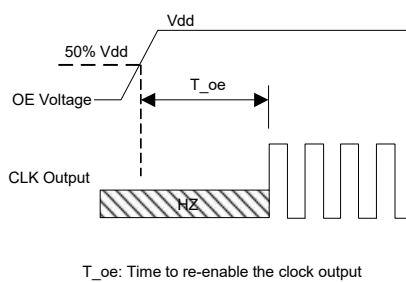 Vdd
50% Vdd
T_oe
OE Voltage
CLK Output
HZ
T_oe: Time to re-enable the clock output